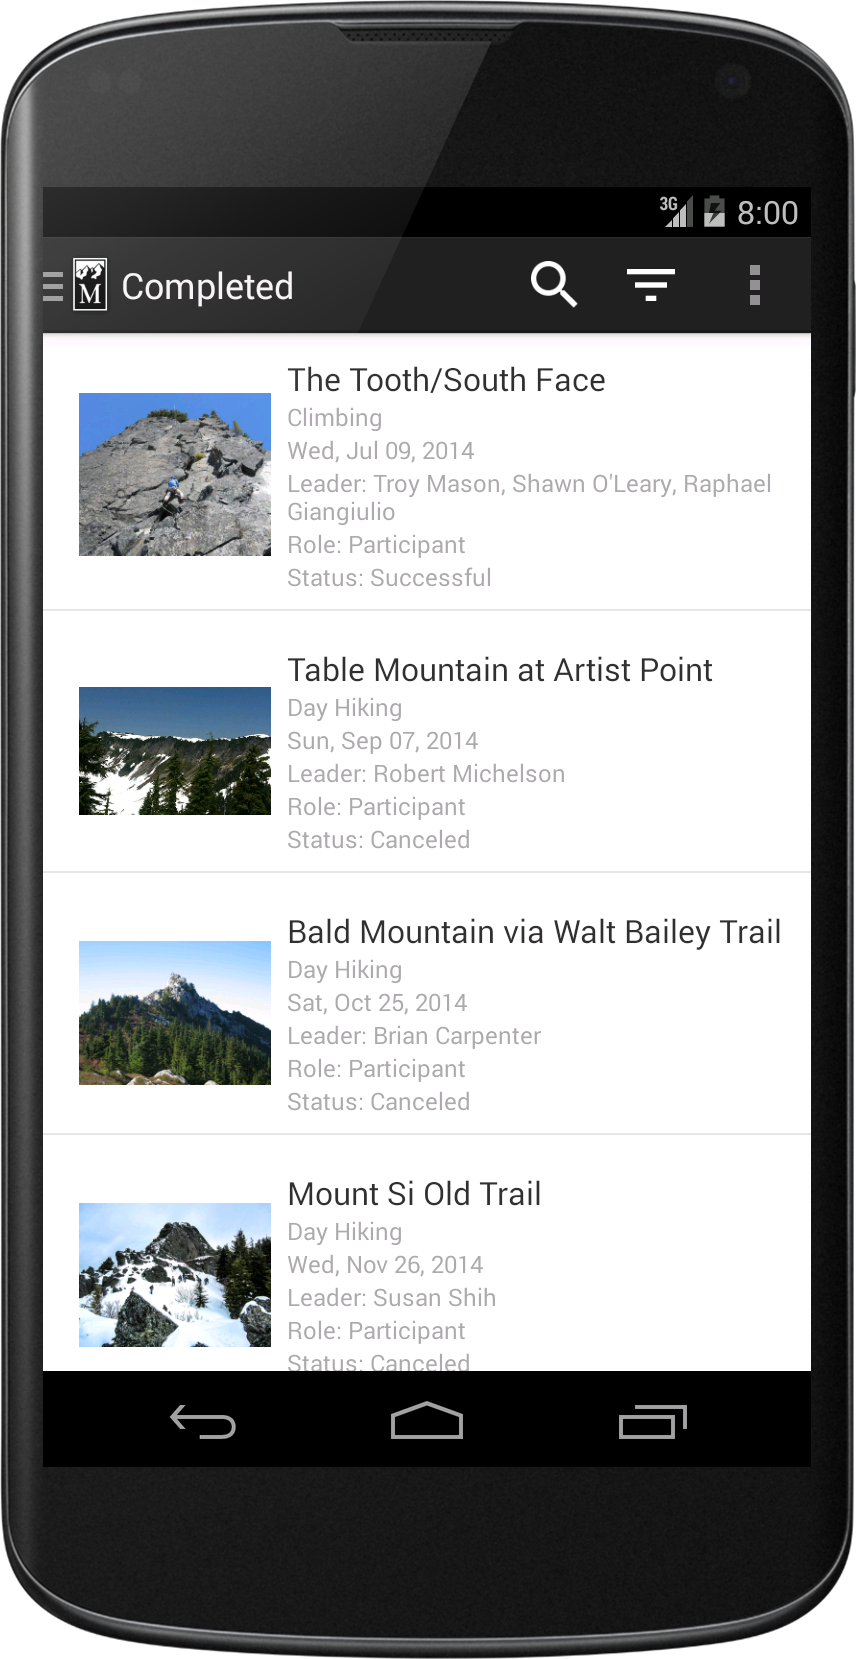 3G
8:00
M
Completed
The Tooth/South Face
Climbing
Wed, Jul 09, 2014
Leader: Troy Mason, Shawn O'Leary, Raphael
Giangiulio
Role: Participant
Status: Successful
Table Mountain at Artist Point
Day Hiking
Sun, Sep 07, 2014
Leader: Robert Michelson
Role: Participant
Status: Canceled
Bald Mountain via Walt Bailey Trail
Day Hiking
Sat, Oct 25, 2014
Leader: Brian Carpenter
Role: Participant
Status: Canceled
Mount Si Old Trail
Day Hiking
Wed, Nov 26, 2014
Leader: Susan Shih
Role: Participant
Status: Canceled